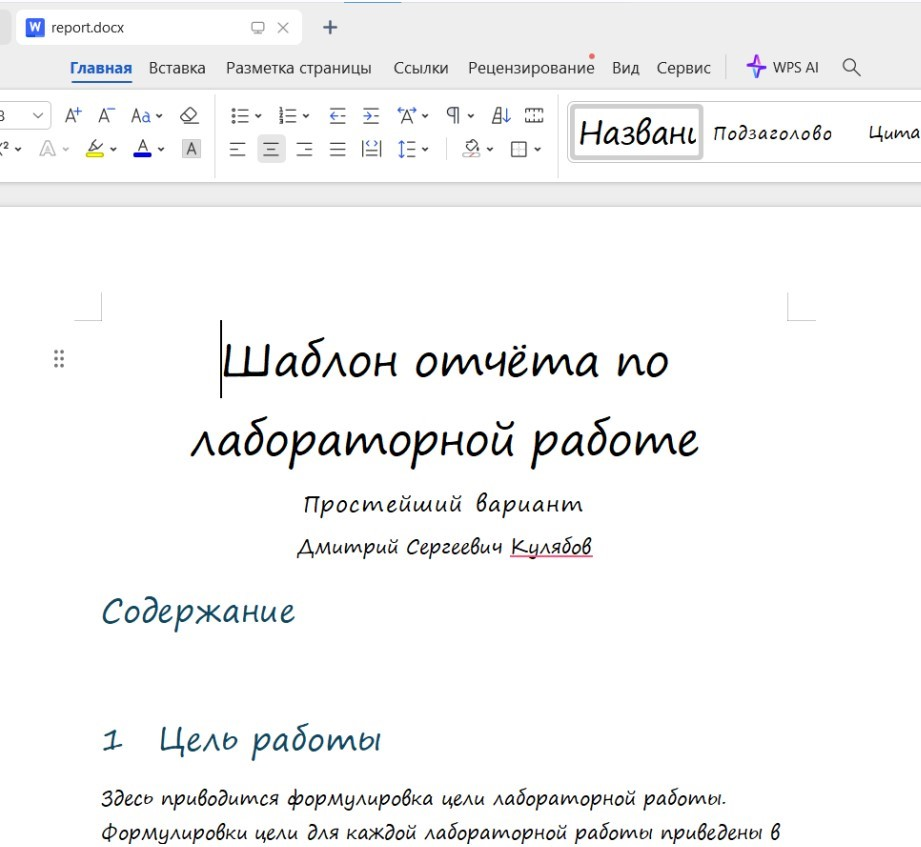 report.docx
Главная Вставка Разметка страницы Ссылки Рецензирование Вид Сервис WPS AI
Подзаголово
Шаблон отчёта по
лабораторной работе
Простейший вариант
Дмитрий Сергеевич Кулябов
Содержание
1 Цель работы
Здесь приводится формулировка цели лабораторной работы.
Формулировки цели для каждой лабораторной работы приведены в